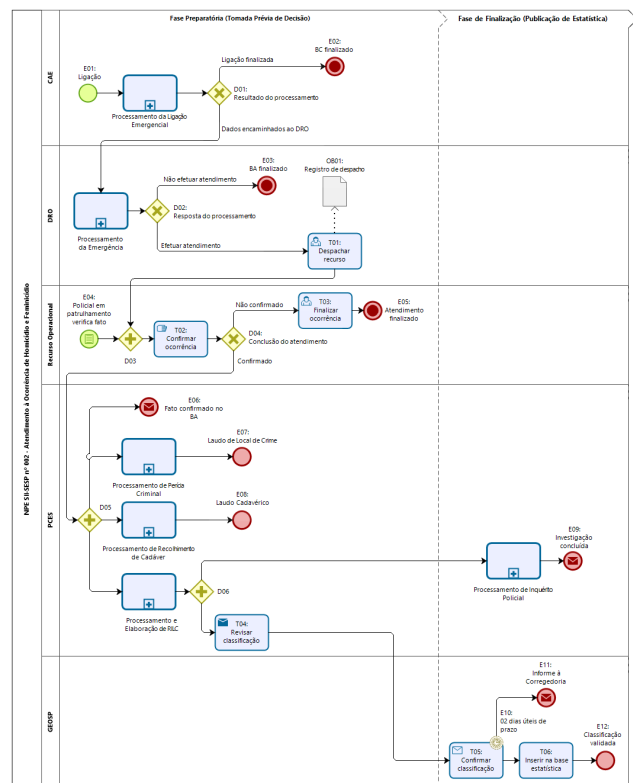 Fase Preparatória (Tomada Prévia de Decisão)
Fase de Finalização (Publicação de Estatística)
NPE SII-SESP nº 002 - Atendimento à Ocorrência de Homicídio e Feminicídio
CAE
E01:
Ligação
Processamento da Ligação
Emergencial
Ligação finalizada
E02:
BC finalizado
D01:
Resultado do processamento
Dados encaminhados ao DRO
DRO
Processamento
da Emergência
Não efetuar atendimento
E03:
BA finalizado
D02:
Resposta do processamento
Efetuar atendimento
OB01:
Registro de despacho
T01:
Despachar
recurso
Recurso Operacional
E04:
Policial em
patrulhamento
verifica fato
D03
T02:
Confirmar
ocorrência
Não confirmado
D04:
Conclusão do atendimento
Confirmado
T03:
Finalizar
ocorrência
E05:
Atendimento
finalizado
PCES
E06:
Fato confirmado no
BA
E07:
Laudo de Local de Crime
Processamento de Perícia
Criminal
D05
E08:
Laudo Cadavérico
Processamento de Recolhimento
de Cadáver
E09:
Investigação
concluída
Processamento de Inquérito
Policial
Processamento e
Elaboração de RILC
D06
T04:
Revisar
classificação
GEOSP
E11:
Informe à
Corregedoria
E10:
02 dias úteis de
prazo
T05:
Confirmar
classificação
T06:
Inserir na base
estatística
E12:
Classificação
validada